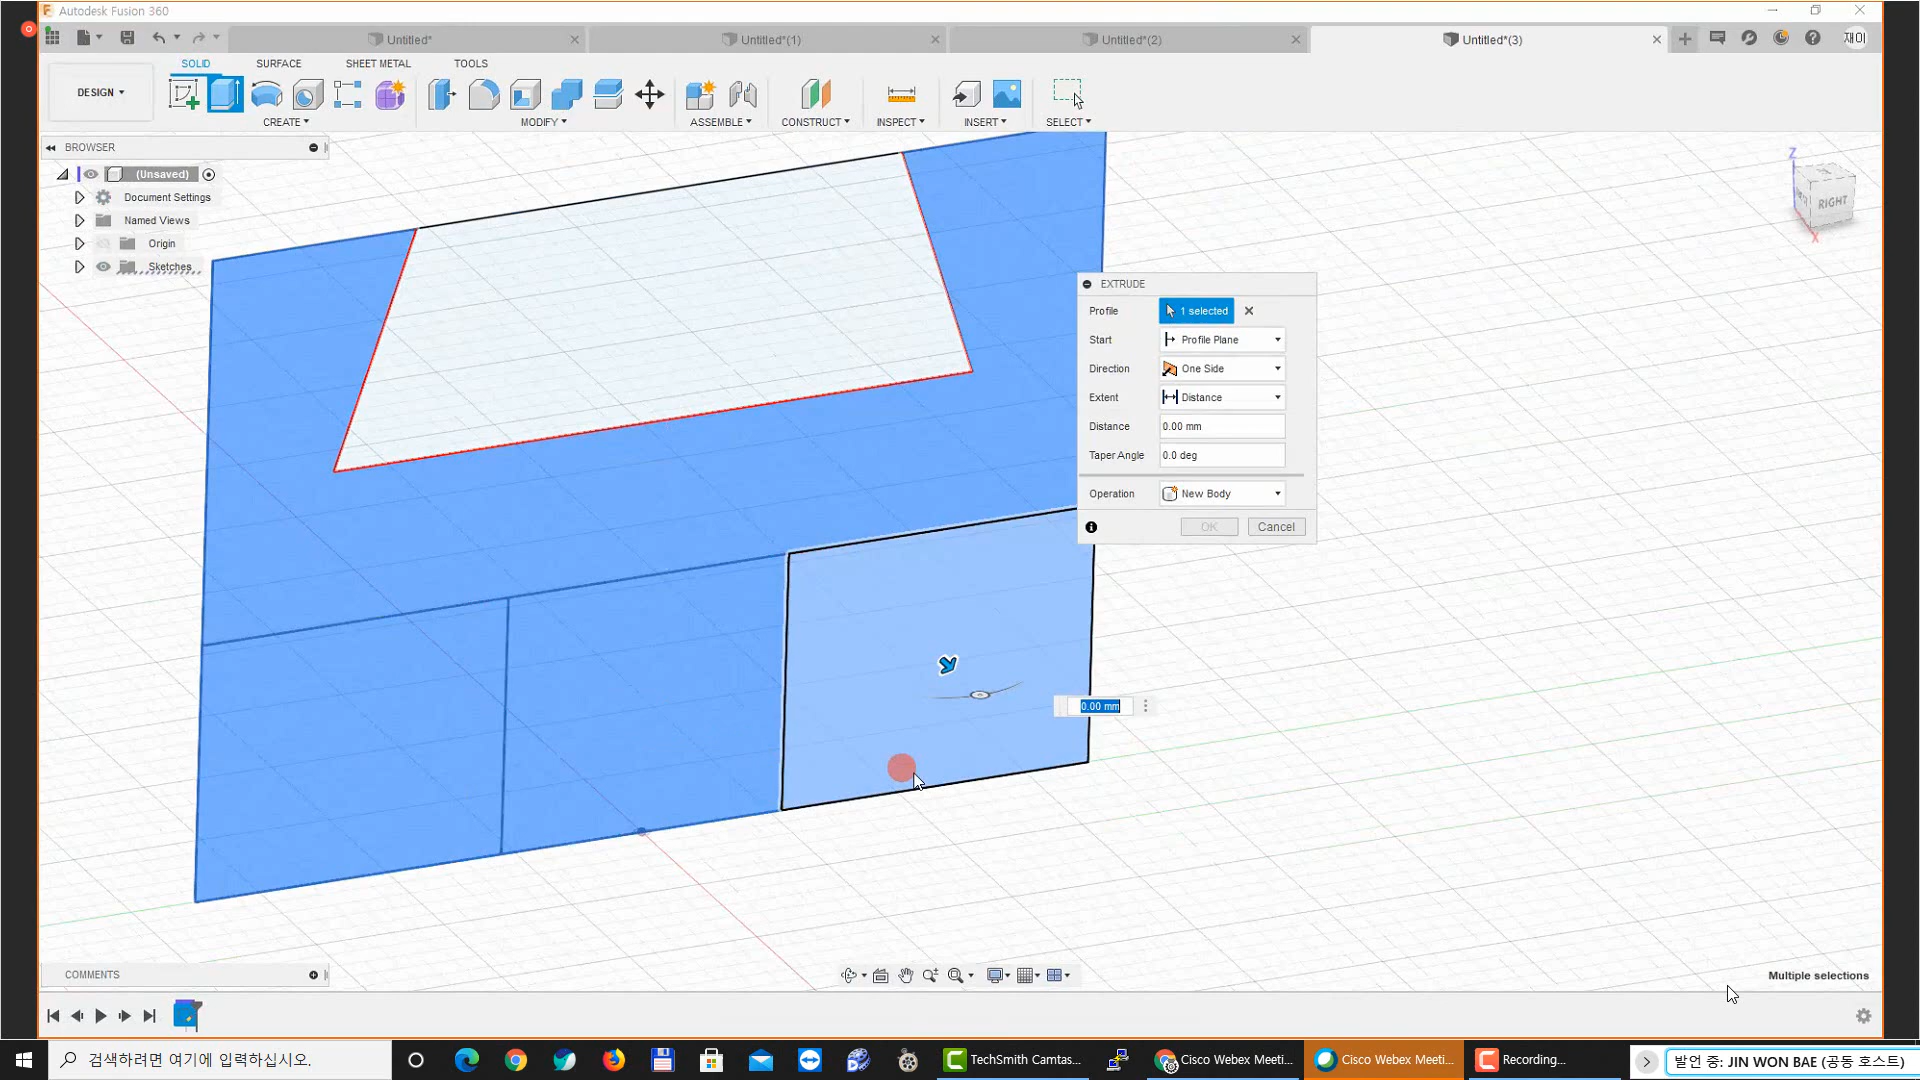 Autodesk Fusion 360
Untitled*
Untitled*(1)
Untitled*(2)
Untitled*(3)
재이
SOLID
SURFACE
SHEET METAL
TOOLS
DESIGN
CREATE
MODIFY
ASSEMBLE
CONSTRUCT
INSPECT
INSERT
SELECT
BROWSER
(Unsaved)
Document Settings
Named Views
Origin
Sketches
Z
RIGHT
X
EXTRUDE
Profile
1 selected
Start
Profile Plane
Direction
One Side
Extent
Distance
Distance
0.00 mm
Taper Angle
0.0 deg
Operation
New Body
OK
Cancel
0.00 mm
COMMENTS
Multiple selections
검색하려면 여기에 입력하십시오.
TechSmith Camtas...
Cisco Webex Meeti...
Cisco Webex Meeti...
Recording...
발언 중: JIN WON BAE (공동 호스트)